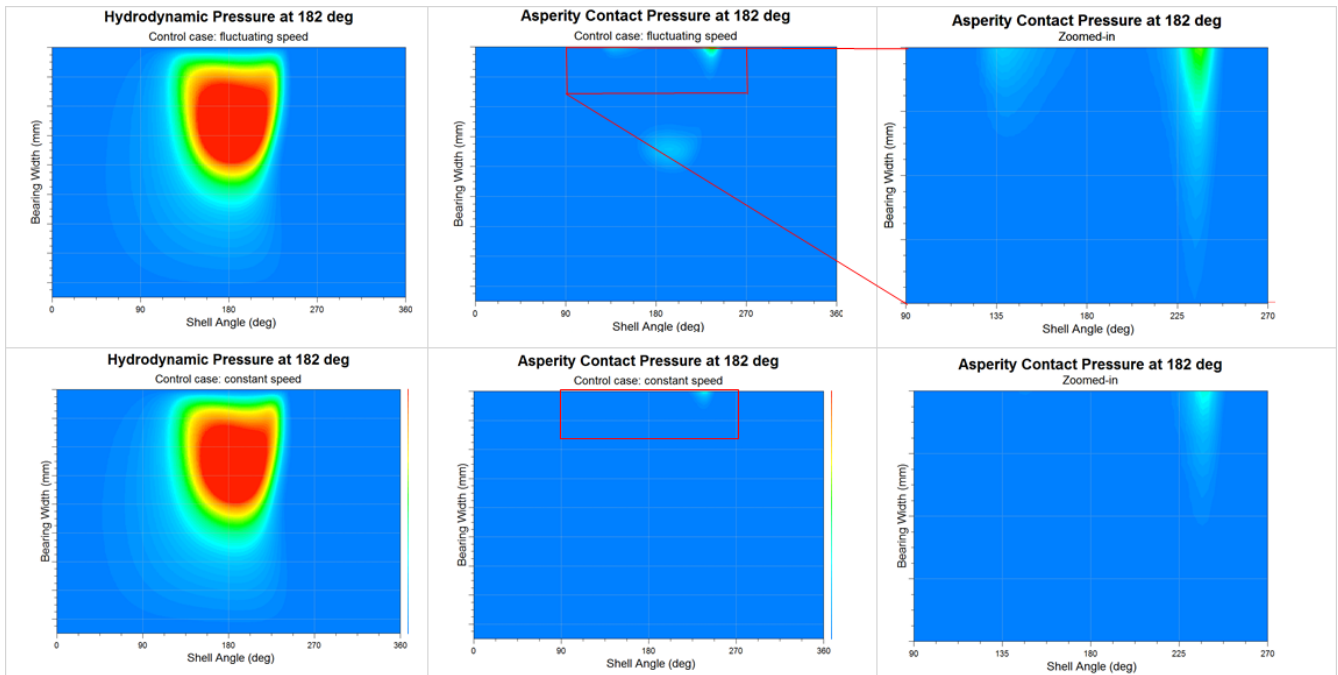 Hydrodynamic Pressure at 182 deg
Control case: fluctuating speed
Bearing Width (mm)
0
90
180
270
360
Shell Angle (deg)
Asperity Contact Pressure at 182 deg
Control case: fluctuating speed
Bearing Width (mm)
0
90
180
270
360
Shell Angle (deg)
Asperity Contact Pressure at 182 deg
Zoomed-in
Bearing Width (mm)
90
135
180
225
270
Shell Angle (deg)
Hydrodynamic Pressure at 182 deg
Control case: constant speed
Bearing Width (mm)
0
90
180
270
360
Shell Angle (deg)
Asperity Contact Pressure at 182 deg
Control case: constant speed
Bearing Width (mm)
0
90
180
270
360
Shell Angle (deg)
Asperity Contact Pressure at 182 deg
Zoomed-in
Bearing Width (mm)
90
135
180
225
270
Shell Angle (deg)